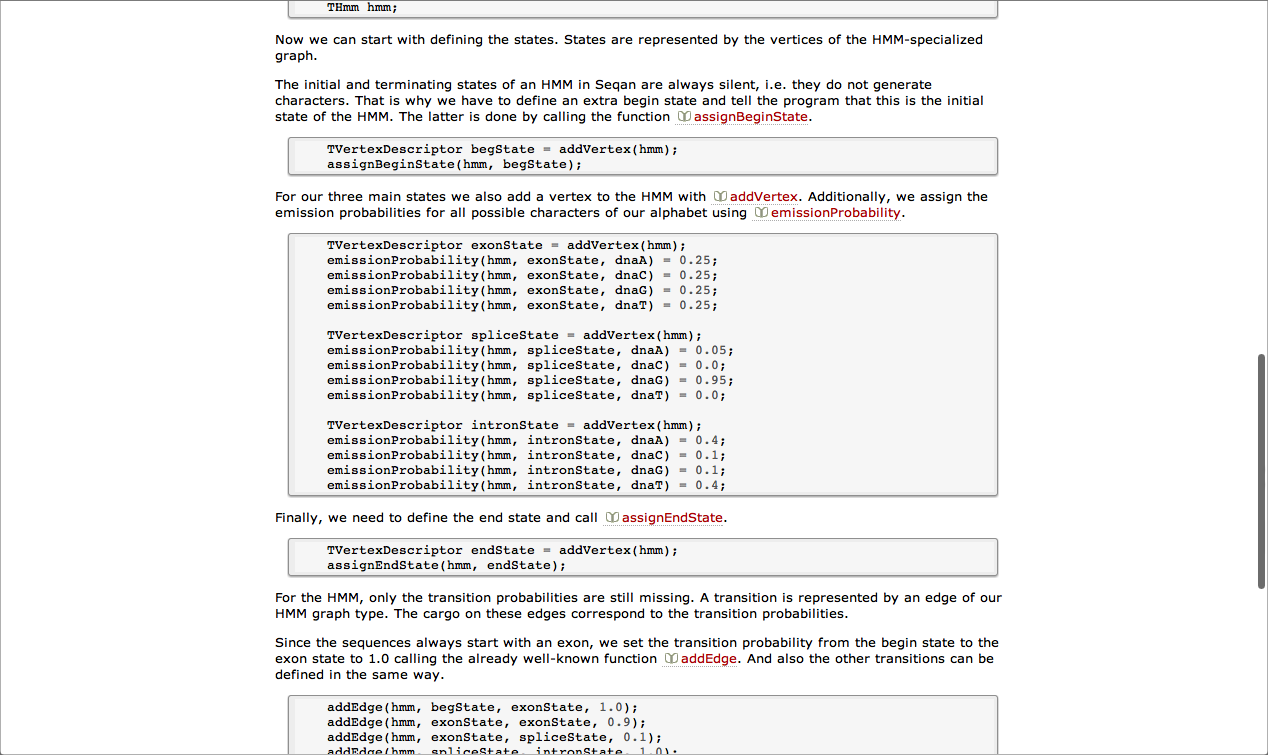 THmm hmm;
Now we can start with defining the states. States are represented by the vertices of the HMM-specialized
graph.
The initial and terminating states of an HMM in Seqan are always silent, i.e. they do not generate
characters. That is why we have to define an extra begin state and tell the program that this is the initial
state of the HMM. The latter is done by calling the function assignBeginState.
TVertexDescriptor begState = addVertex(hmm);
assignBeginState(hmm, begState);
For our three main states we also add a vertex to the HMM with addVertex. Additionally, we assign the
emission probabilities for all possible characters of our alphabet using emissionProbability.
TVertexDescriptor exonState = addVertex(hmm);
emissionProbability(hmm, exonState, dnaA) = 0.25;
emissionProbability(hmm, exonState, dnaC) = 0.25;
emissionProbability(hmm, exonState, dnaG) = 0.25;
emissionProbability(hmm, exonState, dnaT) = 0.25;
TVertexDescriptor spliceState = addVertex(hmm);
emissionProbability(hmm, spliceState, dnaA) = 0.05;
emissionProbability(hmm, spliceState, dnaC) = 0.0;
emissionProbability(hmm, spliceState, dnaG) = 0.95;
emissionProbability(hmm, spliceState, dnaT) = 0.0;
TVertexDescriptor intronState = addVertex(hmm);
emissionProbability(hmm, intronState, dnaA) = 0.4;
emissionProbability(hmm, intronState, dnaC) = 0.1;
emissionProbability(hmm, intronState, dnaG) = 0.1;
emissionProbability(hmm, intronState, dnaT) = 0.4;
Finally, we need to define the end state and call assignEndState.
TVertexDescriptor endState = addVertex(hmm);
assignEndState(hmm, endState);
For the HMM, only the transition probabilities are still missing. A transition is represented by an edge of our
HMM graph type. The cargo on these edges correspond to the transition probabilities.
Since the sequences always start with an exon, we set the transition probability from the begin state to the
exon state to 1.0 calling the already well-known function addEdge. And also the other transitions can be
defined in the same way.
addEdge(hmm, begState, exonState, 1.0);
addEdge(hmm, exonState, exonState, 0.9);
addEdge(hmm, exonState, spliceState, 0.1);
addEdge(hmm, spliceState, intronState, 1.0);